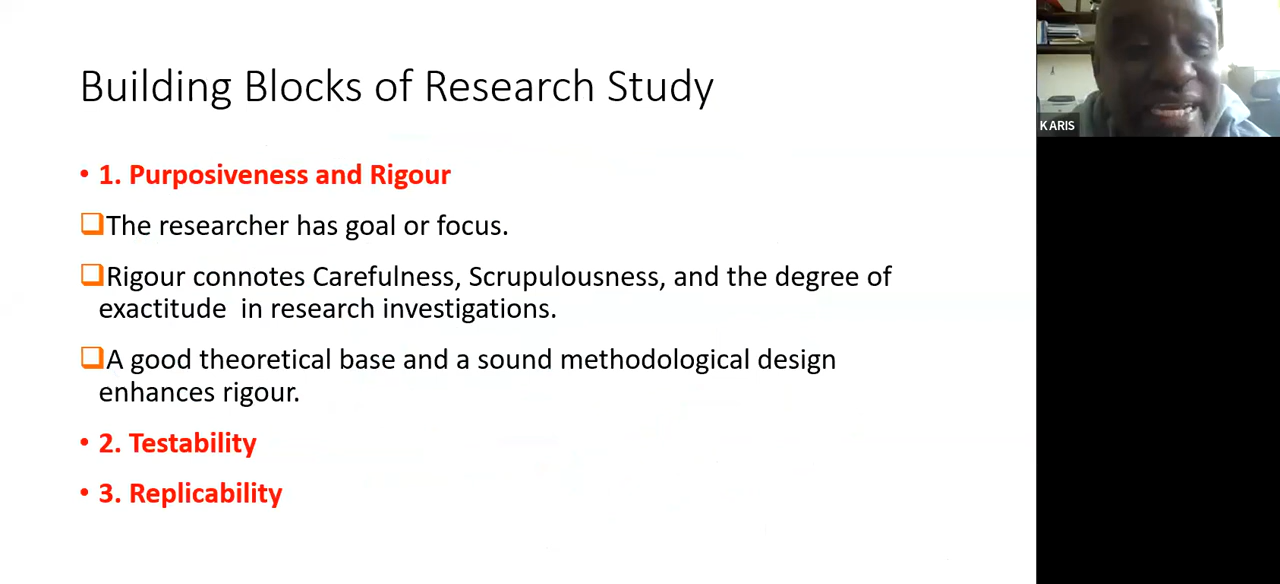 Building Blocks of Research Study
• 1. Purposiveness and Rigour
❑The researcher has goal or focus.
❑Rigour connotes Carefulness, Scrupulousness, and the degree of
exactitude  in research investigations.
❑A good theoretical base and a sound methodological design
enhances rigour.
• 2. Testability
• 3. Replicability
KARIS